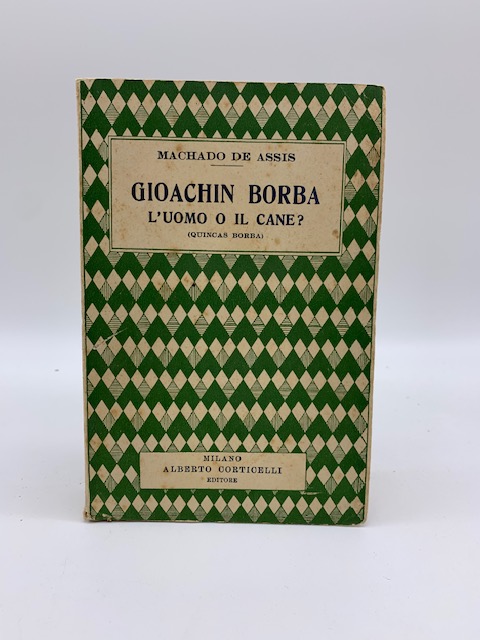 MACHADO DE ASSIS
GIOACHIN BORBA
L'UOMO O IL CANE?
(QUINCAS BORBA)
MILANO
ALBERTO CORTICELLI
EDITORE